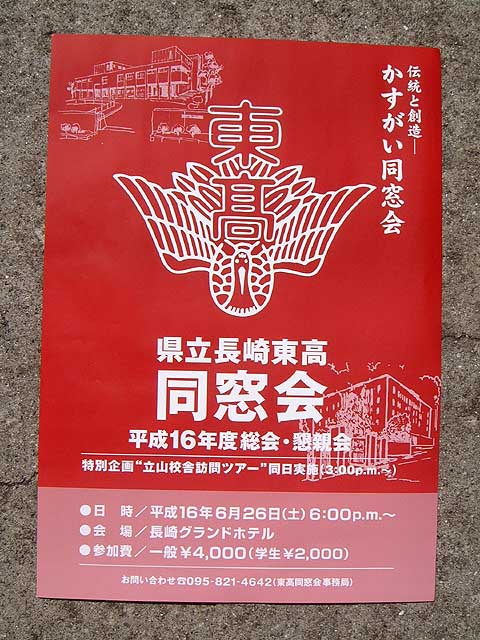 伝統と創造―
かすがい同窓会
東
高
県立長崎東高
同窓会
平成16年度総会・懇親会
特別企画“立山校舎訪問ツアー”同日実施(3:00p.m.～)
●日　時／平成16年6月26日(土)6:00p.m.～
●会　場／長崎グランドホテル
●参加費／一般￥4,000(学生￥2,000)
お問い合わせ☎095-821-4642(東高同窓会事務局)